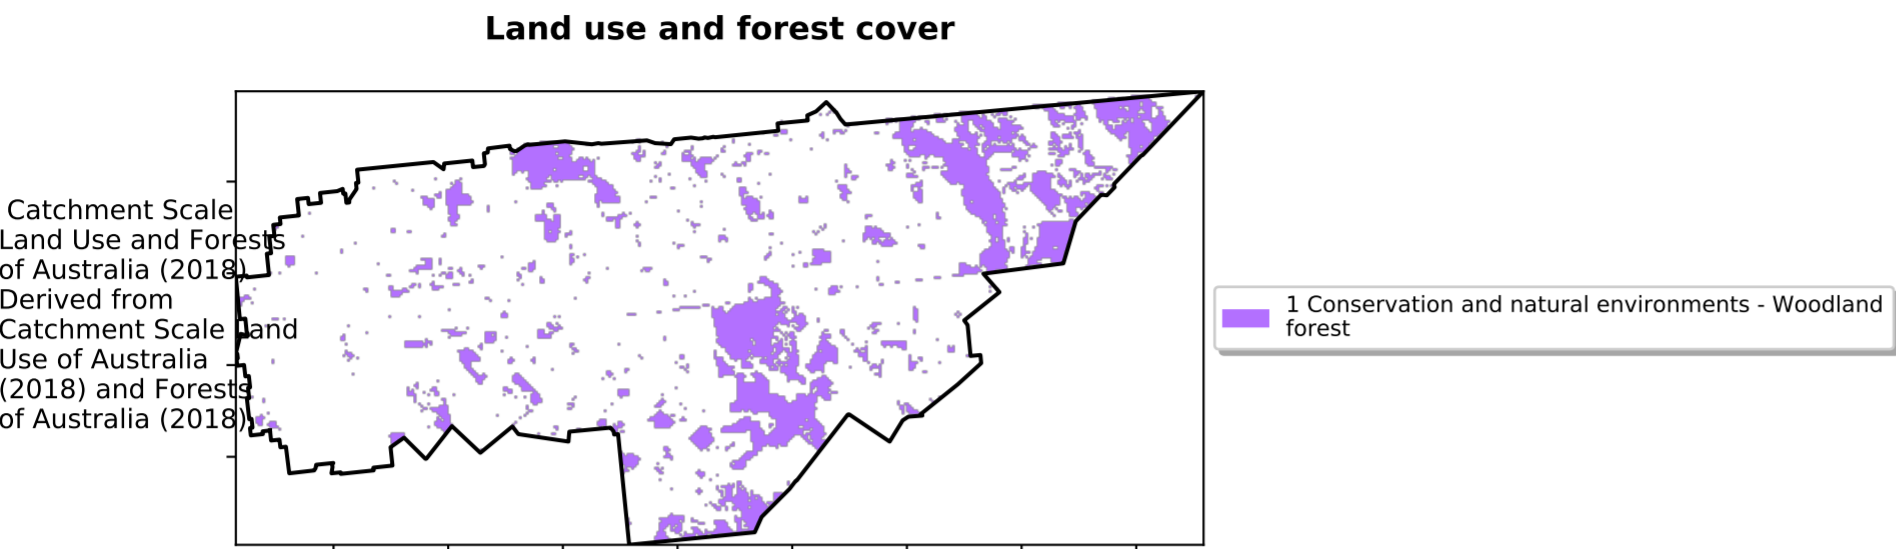 Land use and forest cover
Catchment Scale
Land Use and Forests
of Australia (2018)
Derived from
Catchment Scale Land
Use of Australia
(2018) and Forests
of Australia (2018)
1 Conservation and natural environments - Woodland
forest